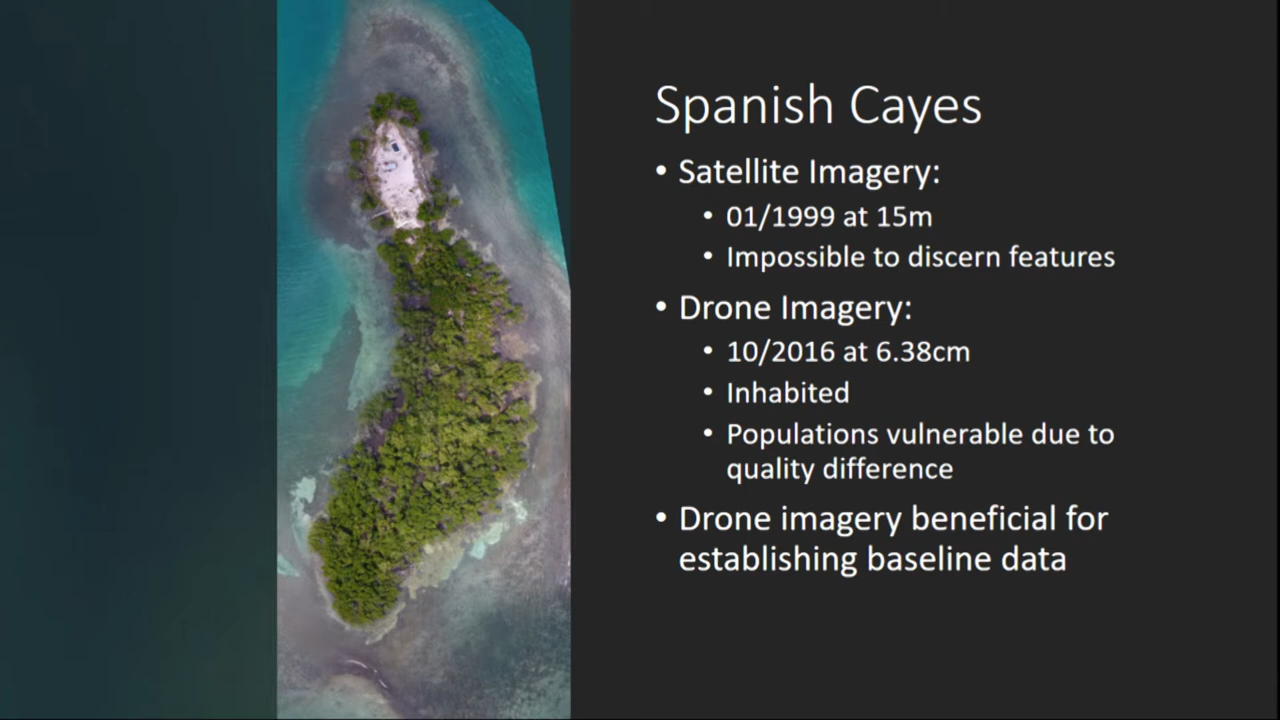 Spanish Cayes
• Satellite Imagery:
• 01/1999 at 15m
• Impossible to discern features
• Drone Imagery:
• 10/2016 at 6.38cm
• Inhabited
• Populations vulnerable due to
quality difference
• Drone imagery beneficial for
establishing baseline data